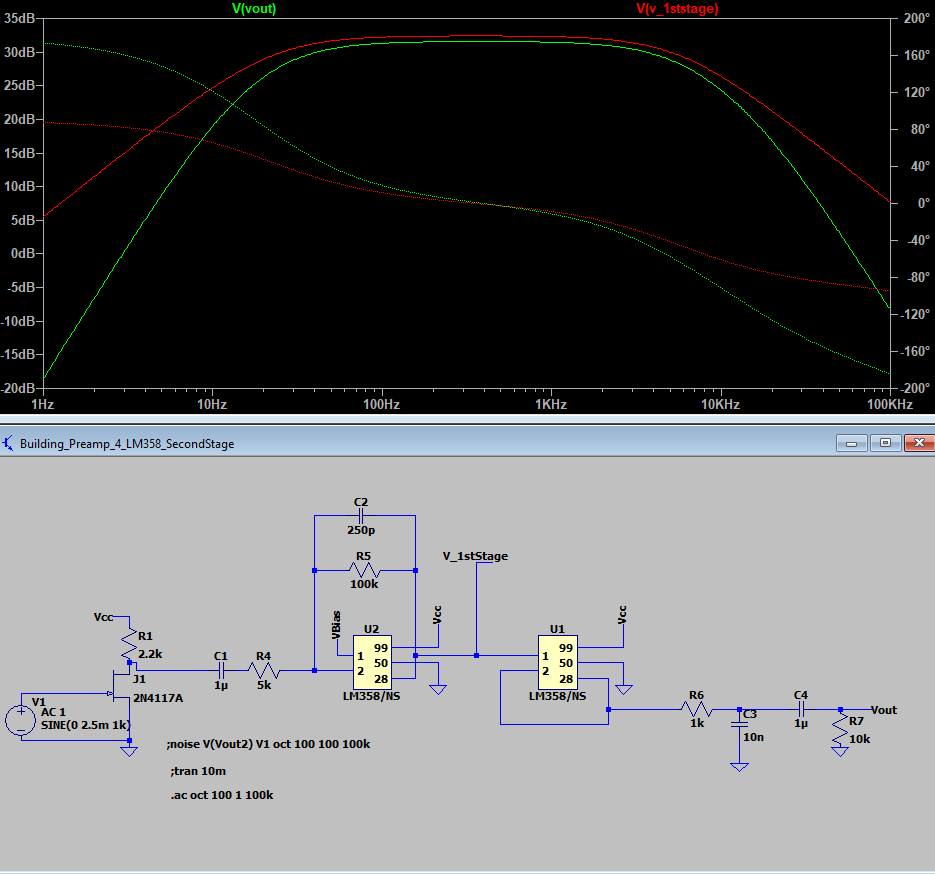 V(vout) V(v_1ststage)
35dB 200°
30dB 160°
25dB 120°
20dB 80°
15dB 40°
10dB 0°
5dB -40°
0dB -80°
-5dB -120°
-10dB -160°
-15dB -200°
-20dB
1Hz 10Hz 100Hz 1KHz 10KHz 100KHz
Building_Preamp_4_LM358_SecondStage
C2
250p
R5
100k
V_1stStage
Vcc
R1
2.2k
C1
1µ
R4
5k
VBias
U2
Vcc
99
1
50
2
28
LM358/NS
U1
Vcc
99
1
50
2
28
LM358/NS
J1
2N4117A
V1
AC 1
SINE(0 2.5m 1k)
R6
1k
C3
10n
C4
1µ
Vout
R7
10k
;noise V(Vout2) V1 oct 100 100 100k
;tran 10m
.ac oct 100 1 100k